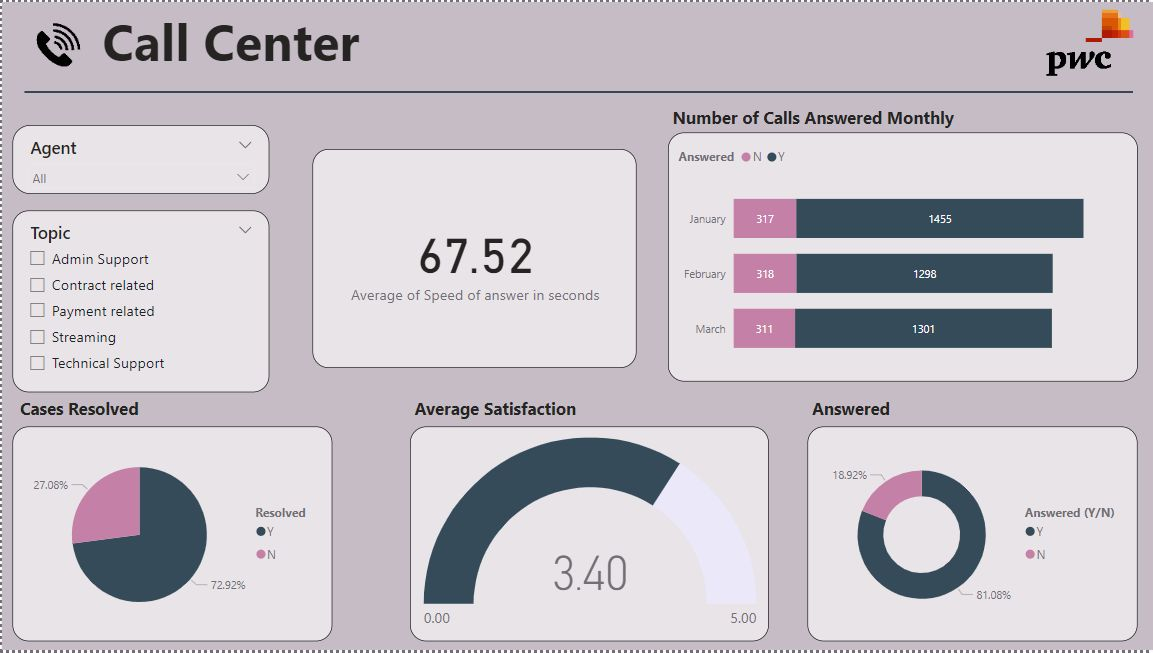 Call Center
pwc
Agent
All
Topic
Admin Support
Contract related
Payment related
Streaming
Technical Support
67.52
Average of Speed of answer in seconds
Number of Calls Answered Monthly
Answered N Y
January 317 1455
February 318 1298
March 311 1301
Cases Resolved
27.08%
72.92%
Resolved
Y
N
Average Satisfaction
3.40
0.00 5.00
Answered
18.92%
81.08%
Answered (Y/N)
Y
N